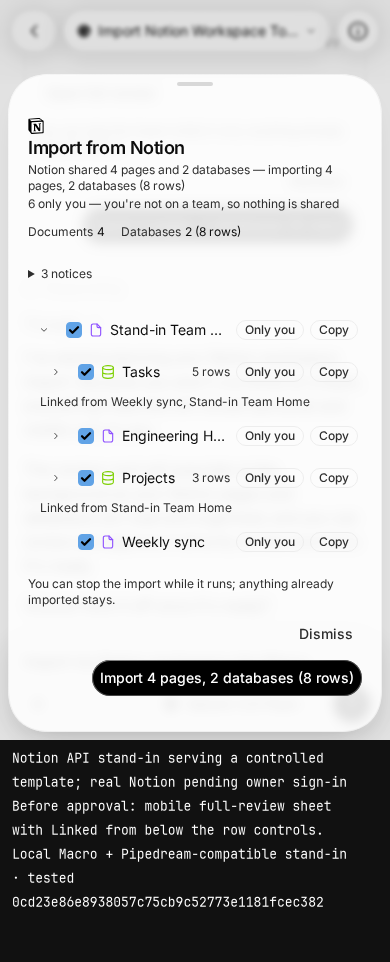 Import Notion Workspace To...
Import from Notion
Notion shared 4 pages and 2 databases — importing 4
pages, 2 databases (8 rows)
6 only you — you're not on a team, so nothing is shared
Documents 4 Databases 2 (8 rows)
3 notices
Stand-in Team ... Only you Copy
Tasks 5 rows Only you Copy
Linked from Weekly sync, Stand-in Team Home
Engineering H... Only you Copy
Projects 3 rows Only you Copy
Linked from Stand-in Team Home
Weekly sync Only you Copy
You can stop the import while it runs; anything already
imported stays.
Dismiss
Import 4 pages, 2 databases (8 rows)
Notion API stand-in serving a controlled
template; real Notion pending owner sign-in
Before approval: mobile full-review sheet
with Linked from below the row controls.
Local Macro + Pipedream-compatible stand-in
· tested
0cd23e86e8938057c75cb9c52773e1181fcec382